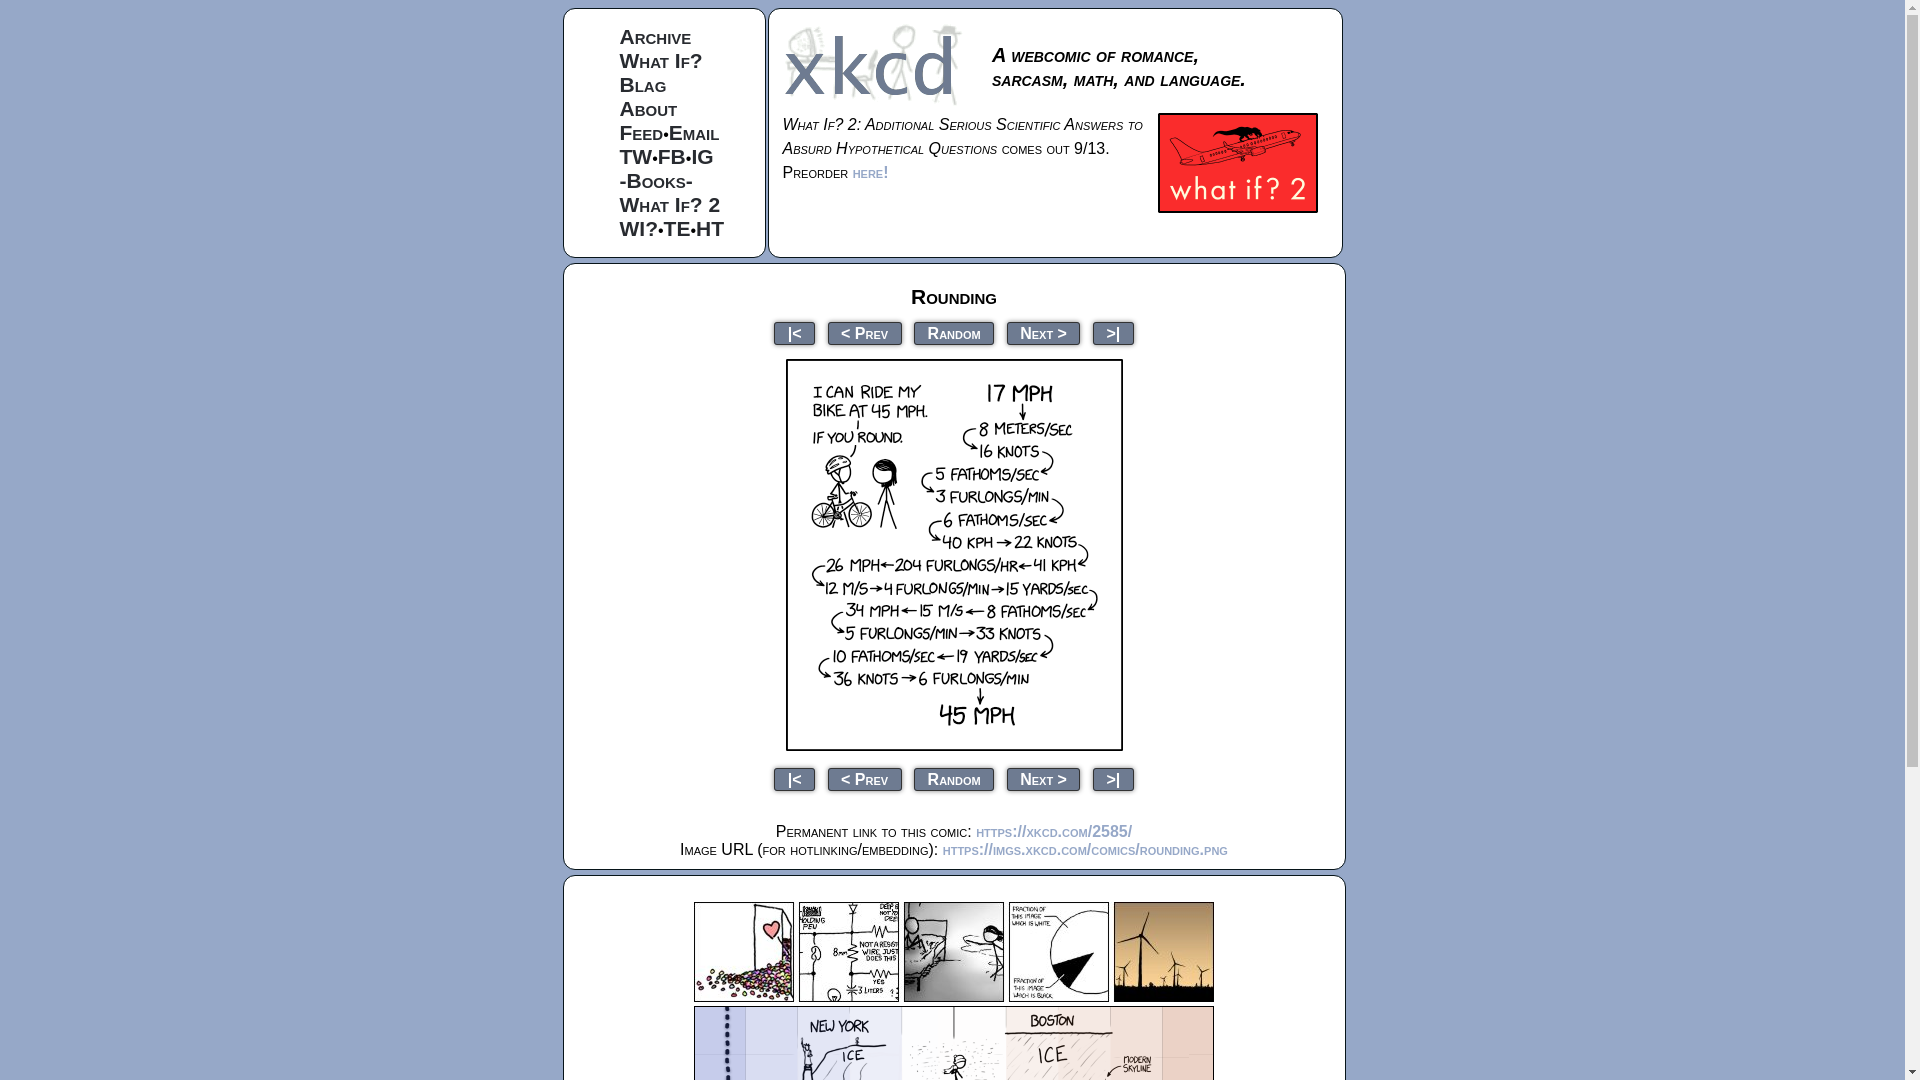 Archive
What If?
Blag
About
Feed•Email
TW•FB•IG
-Books-
What If? 2
WI?•TE•HT
xkcd
A webcomic of romance,
sarcasm, math, and language.
What If? 2: Additional Serious Scientific Answers to
Absurd Hypothetical Questions comes out 9/13.
Preorder here!
what if? 2
Rounding
|<
< Prev
Random
Next >
>|
I CAN RIDE MY
BIKE AT 45 MPH.
IF YOU ROUND.
17 MPH
8 METERS/SEC
16 KNOTS
5 FATHOMS/SEC
3 FURLONGS/MIN
6 FATHOMS/SEC
40 KPH → 22 KNOTS
26 MPH ← 204 FURLONGS/HR ← 41 KPH
12 M/S → 4 FURLONGS/MIN → 15 YARDS/SEC
34 MPH ← 15 M/S ← 8 FATHOMS/SEC
5 FURLONGS/MIN → 33 KNOTS
10 FATHOMS/SEC ← 19 YARDS/SEC
36 KNOTS → 6 FURLONGS/MIN
45 MPH
|<
< Prev
Random
Next >
>|
Permanent link to this comic: https://xkcd.com/2585/
Image URL (for hotlinking/embedding): https://imgs.xkcd.com/comics/rounding.png
HOLDING
PEN
8mm
NOT A RESIST
WIRE, JUST
DOES THIS
YES
3 LITERS
FRACTION OF
THIS IMAGE
WHICH IS WHITE
FRACTION OF
THIS IMAGE
WHICH IS BLACK
NEW YORK
ICE
BOSTON
ICE
MODERN
SKYLINE